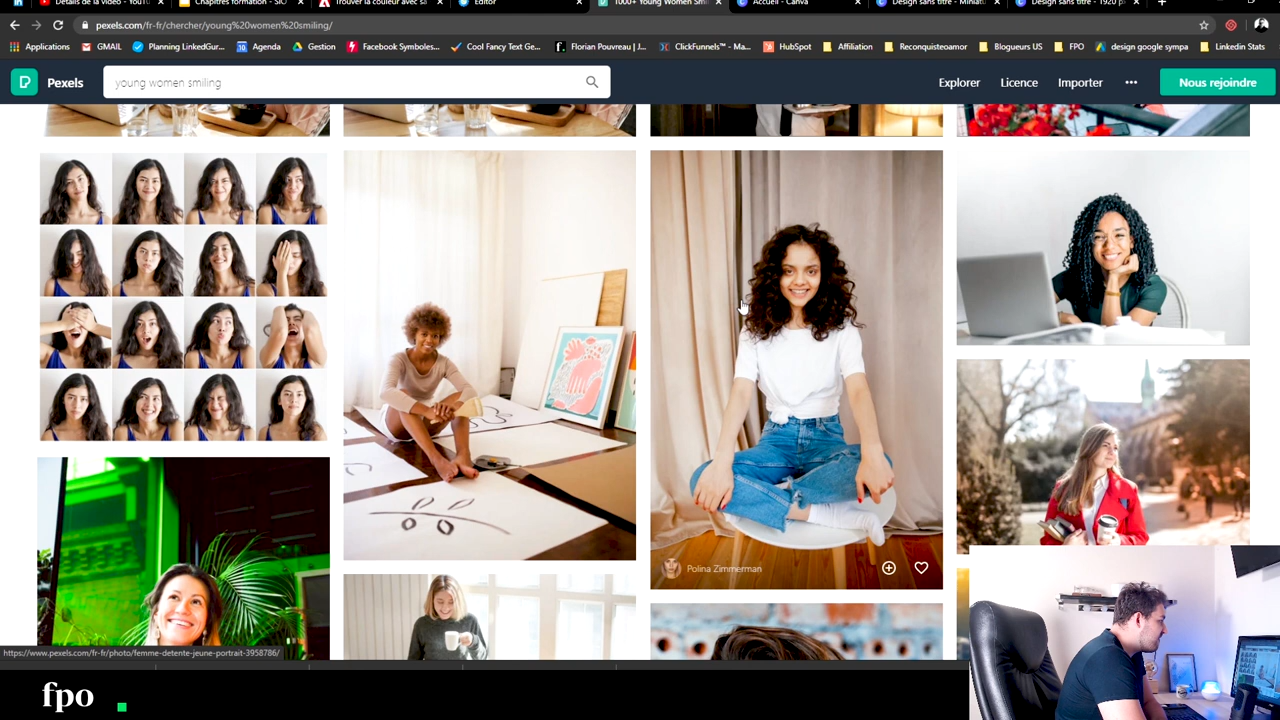 Détails de la vidéo - YouTu
Chapitres formation - SIO
Trouver la couleur avec sa
Editor
1000+ Young Women Smi
Accueil - Canva
Design sans titre - Miniatu
Design sans titre - 1920 p
pexels.com/fr-fr/chercher/young%20women%20smiling/
Applications
GMAIL
Planning LinkedGur...
Agenda
Gestion
Facebook Symboles...
Cool Fancy Text Ge...
Florian Pouvreau | J...
ClickFunnels™ - Ma...
HubSpot
Affiliation
Reconquisteamor
Blogueurs US
FPO
design google sympa
Linkedin Stats
Pexels
young women smiling
Explorer
Licence
Importer
Nous rejoindre
Polina Zimmerman
https://www.pexels.com/fr-fr/photo/femme-detente-jeune-portrait-3958786/
fpo